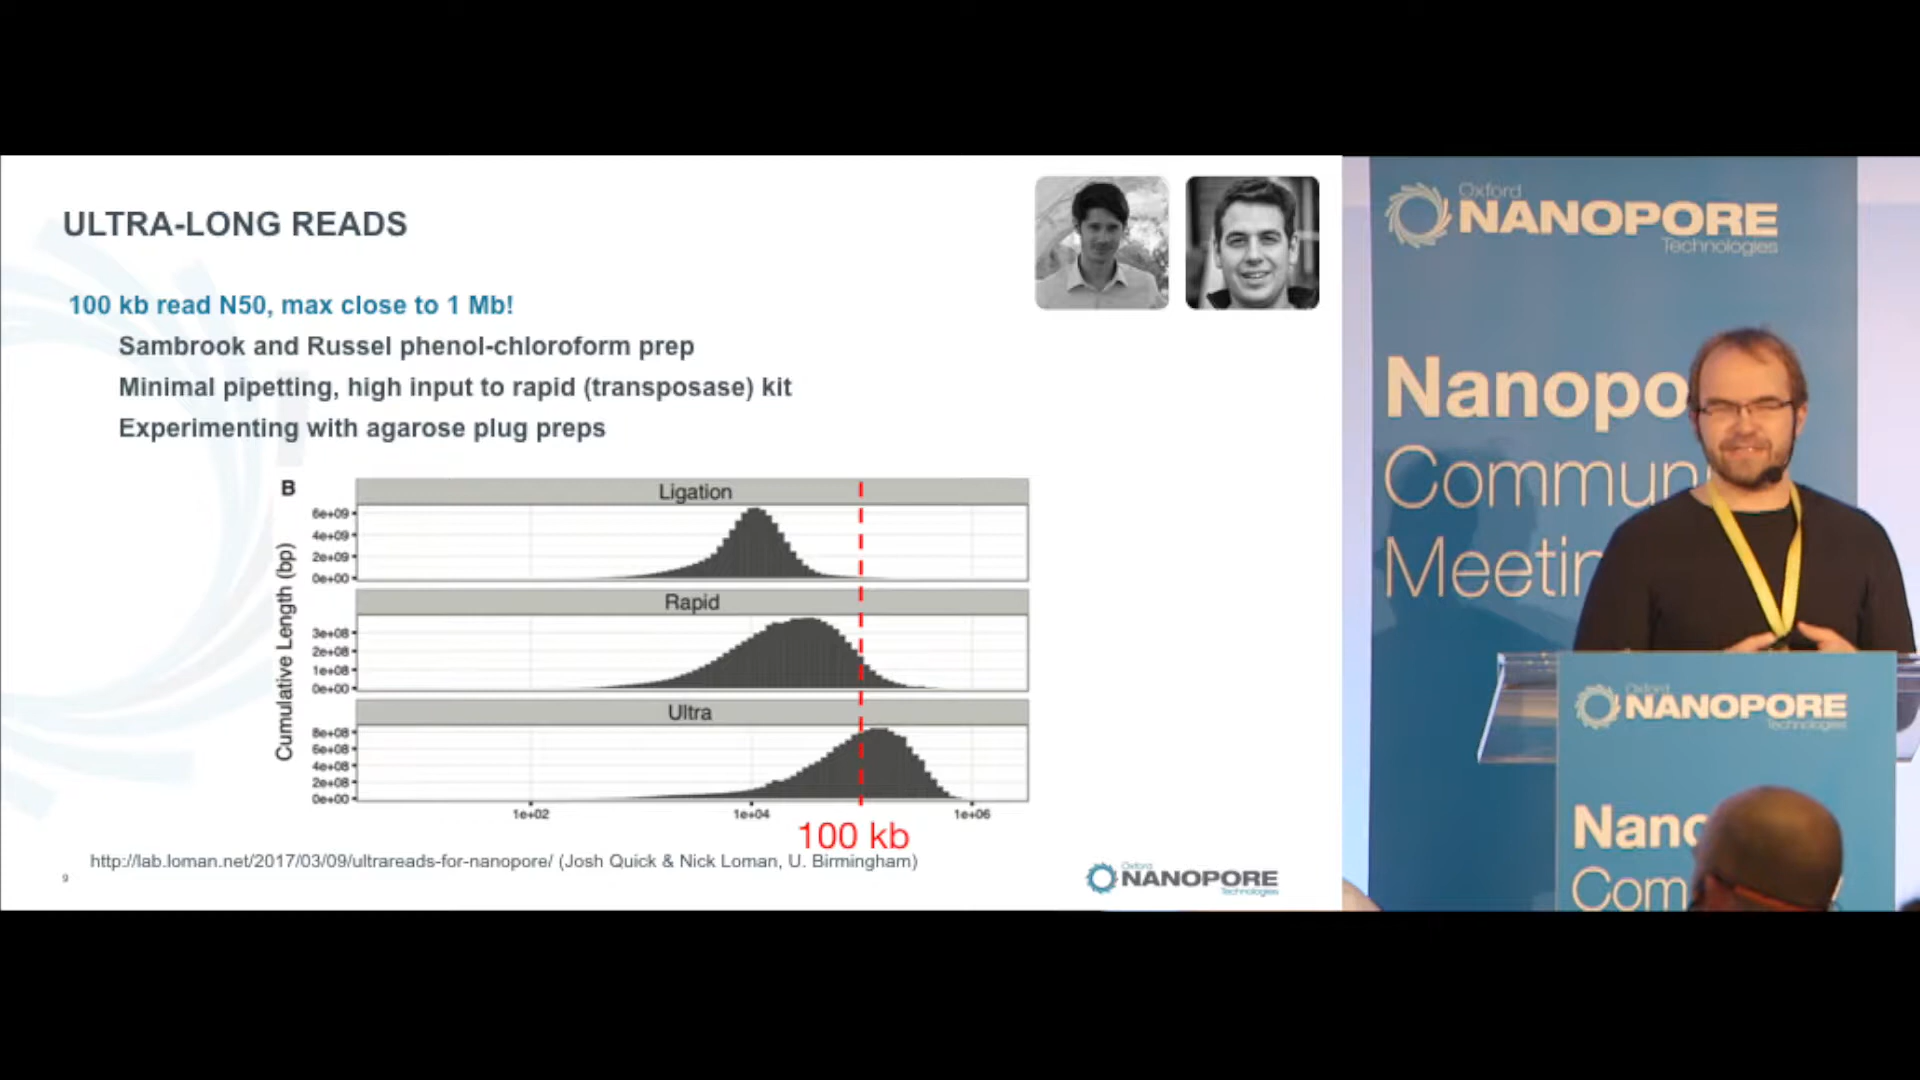 ULTRA-LONG READS
100 kb read N50, max close to 1 Mb!
Sambrook and Russel phenol-chloroform prep
Minimal pipetting, high input to rapid (transposase) kit
Experimenting with agarose plug preps
B
Cumulative Length (bp)
Ligation
6e+09
4e+09
2e+09
0e+00
Rapid
3e+08
2e+08
1e+08
0e+00
Ultra
8e+08
6e+08
4e+08
2e+08
0e+00
1e+02 1e+04 1e+06
100 kb
http://lab.loman.net/2017/03/09/ultrareads-for-nanopore/ (Josh Quick & Nick Loman, U. Birmingham)
9
Oxford
NANOPORE
Technologies
Oxford
NANOPORE
Technologies
Nanopo
Commun
Meetin
Oxford
NANOPORE
Technologies
Nano
Com